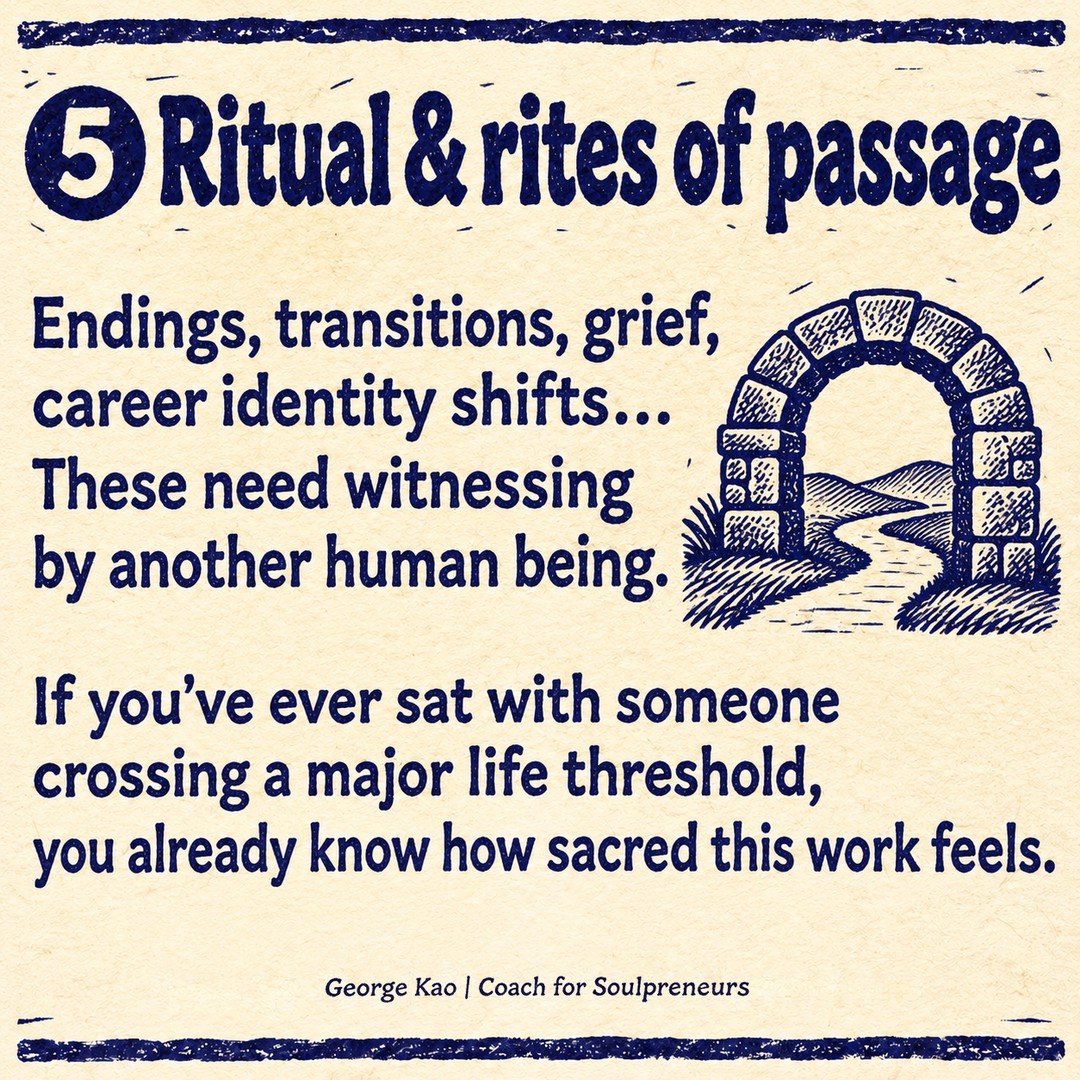 5 Ritual & rites of passage
Endings, transitions, grief,
career identity shifts...
These need witnessing
by another human being.
If you’ve ever sat with someone
crossing a major life threshold,
you already know how sacred this work feels.
George Kao | Coach for Soulpreneurs